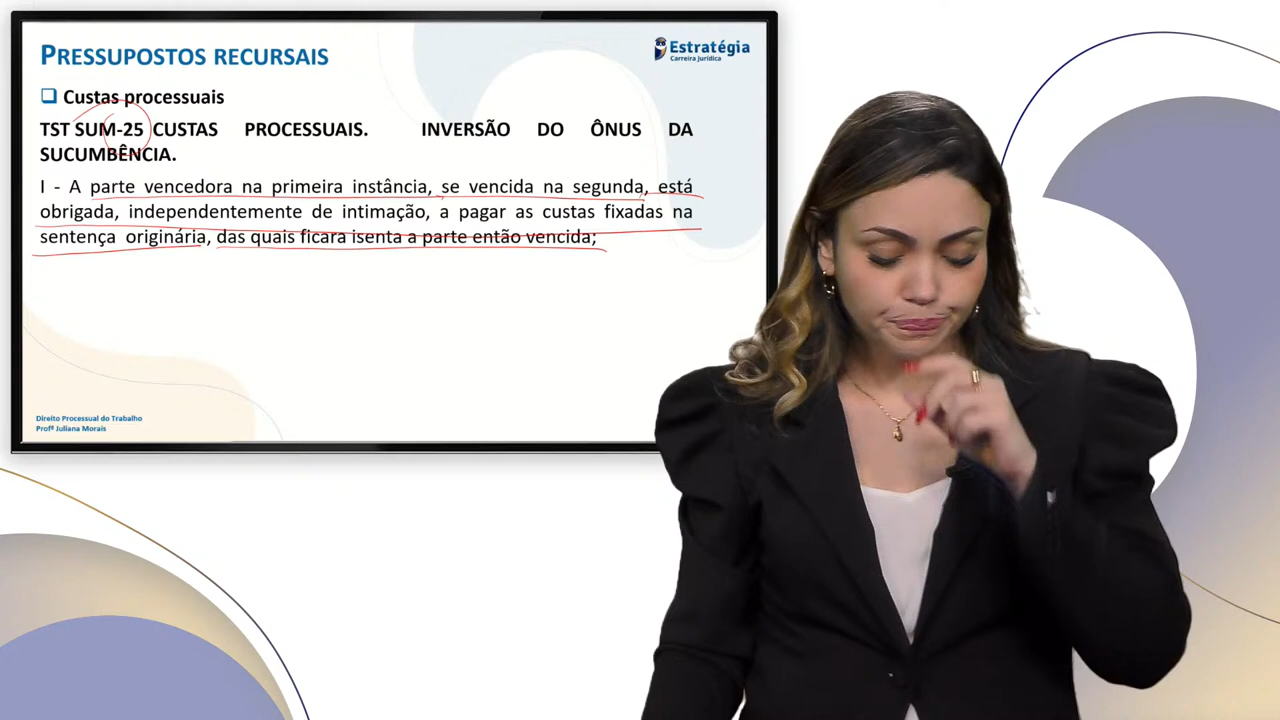 PRESSUPOSTOS RECURSAIS
Estratégia
Carreira Jurídica
Custas processuais
TST SUM-25 CUSTAS PROCESSUAIS. INVERSÃO DO ÔNUS DA
SUCUMBÊNCIA.
I - A parte vencedora na primeira instância, se vencida na segunda, está
obrigada, independentemente de intimação, a pagar as custas fixadas na
sentença originária, das quais ficara isenta a parte então vencida;
Direito Processual do Trabalho
Profª Juliana Morais